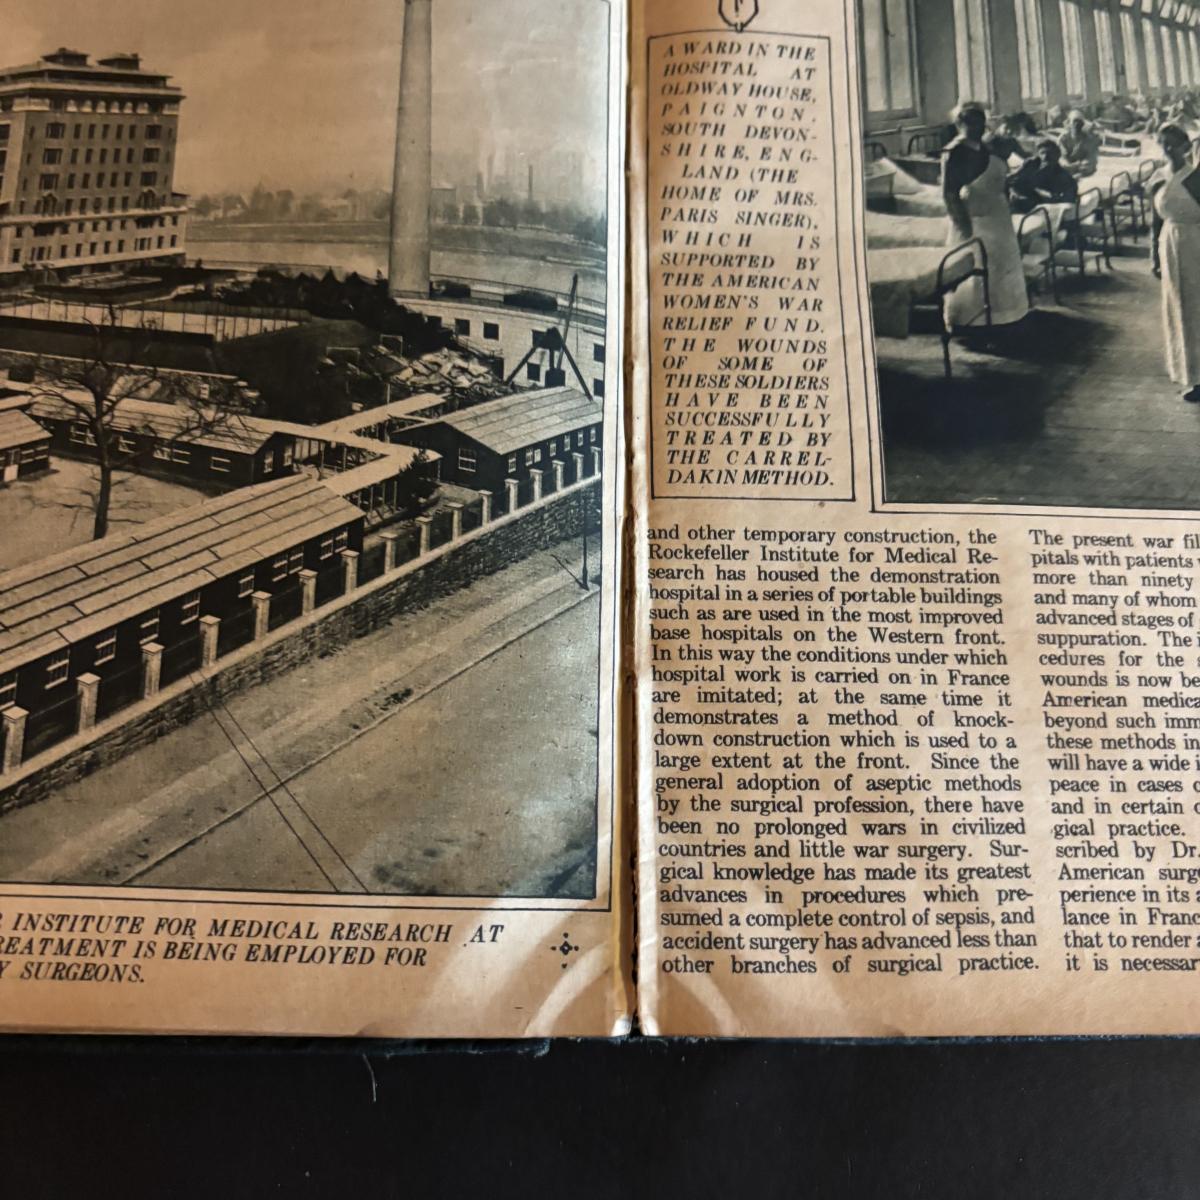 INSTITUTE FOR MEDICAL RESEARCH AT
IS BEING EMPLOYED FOR
SURGEONS.
A WARD IN THE
HOSPITAL AT
OLDWAY HOUSE,
PAIGNTON,
SOUTH DEVON-
SHIRE, ENG-
LAND (THE
HOME OF MRS.
PARIS SINGER),
WHICH IS
SUPPORTED BY
THE AMERICAN
WOMEN'S WAR
RELIEF FUND.
THE WOUNDS
OF SOME OF
THESE SOLDIERS
HAVE BEEN
SUCCESSFULLY
TREATED BY
THE CARREL-
DAKIN METHOD.
and other temporary construction, the
Rockefeller Institute for Medical Re-
search has housed the demonstration
hospital in a series of portable buildings
such as are used in the most improved
base hospitals on the Western front.
In this way the conditions under which
hospital work is carried on in France
are imitated; at the same time it
demonstrates a method of knock-
down construction which is used to a
large extent at the front. Since the
general adoption of aseptic methods
by the surgical profession, there have
been no prolonged wars in civilized
countries and little war surgery. Sur-
gical knowledge has made its greatest
advances in procedures which pre-
sumed a complete control of sepsis, and
accident surgery has advanced less than
other branches of surgical practice.
The present war
pitals with patients
more than ninety
and many of whom
advanced stages of
suppuration. The
cedures for the
wounds is now
American
beyond such
these methods in
will have a wide
peace in cases
and in certain
gical practice.
scribed by Dr.
American
perience in its
lance in
that to render
it is